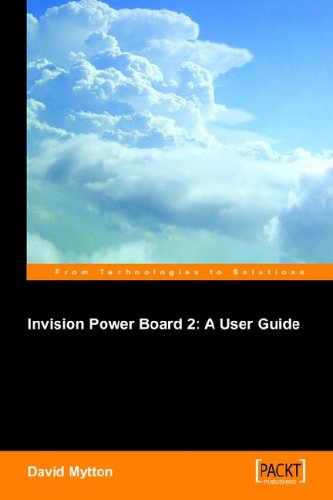 From Technologies to Solutions
Invision Power Board 2: A User Guide
David Mytton
PACKT
PUBLISHING